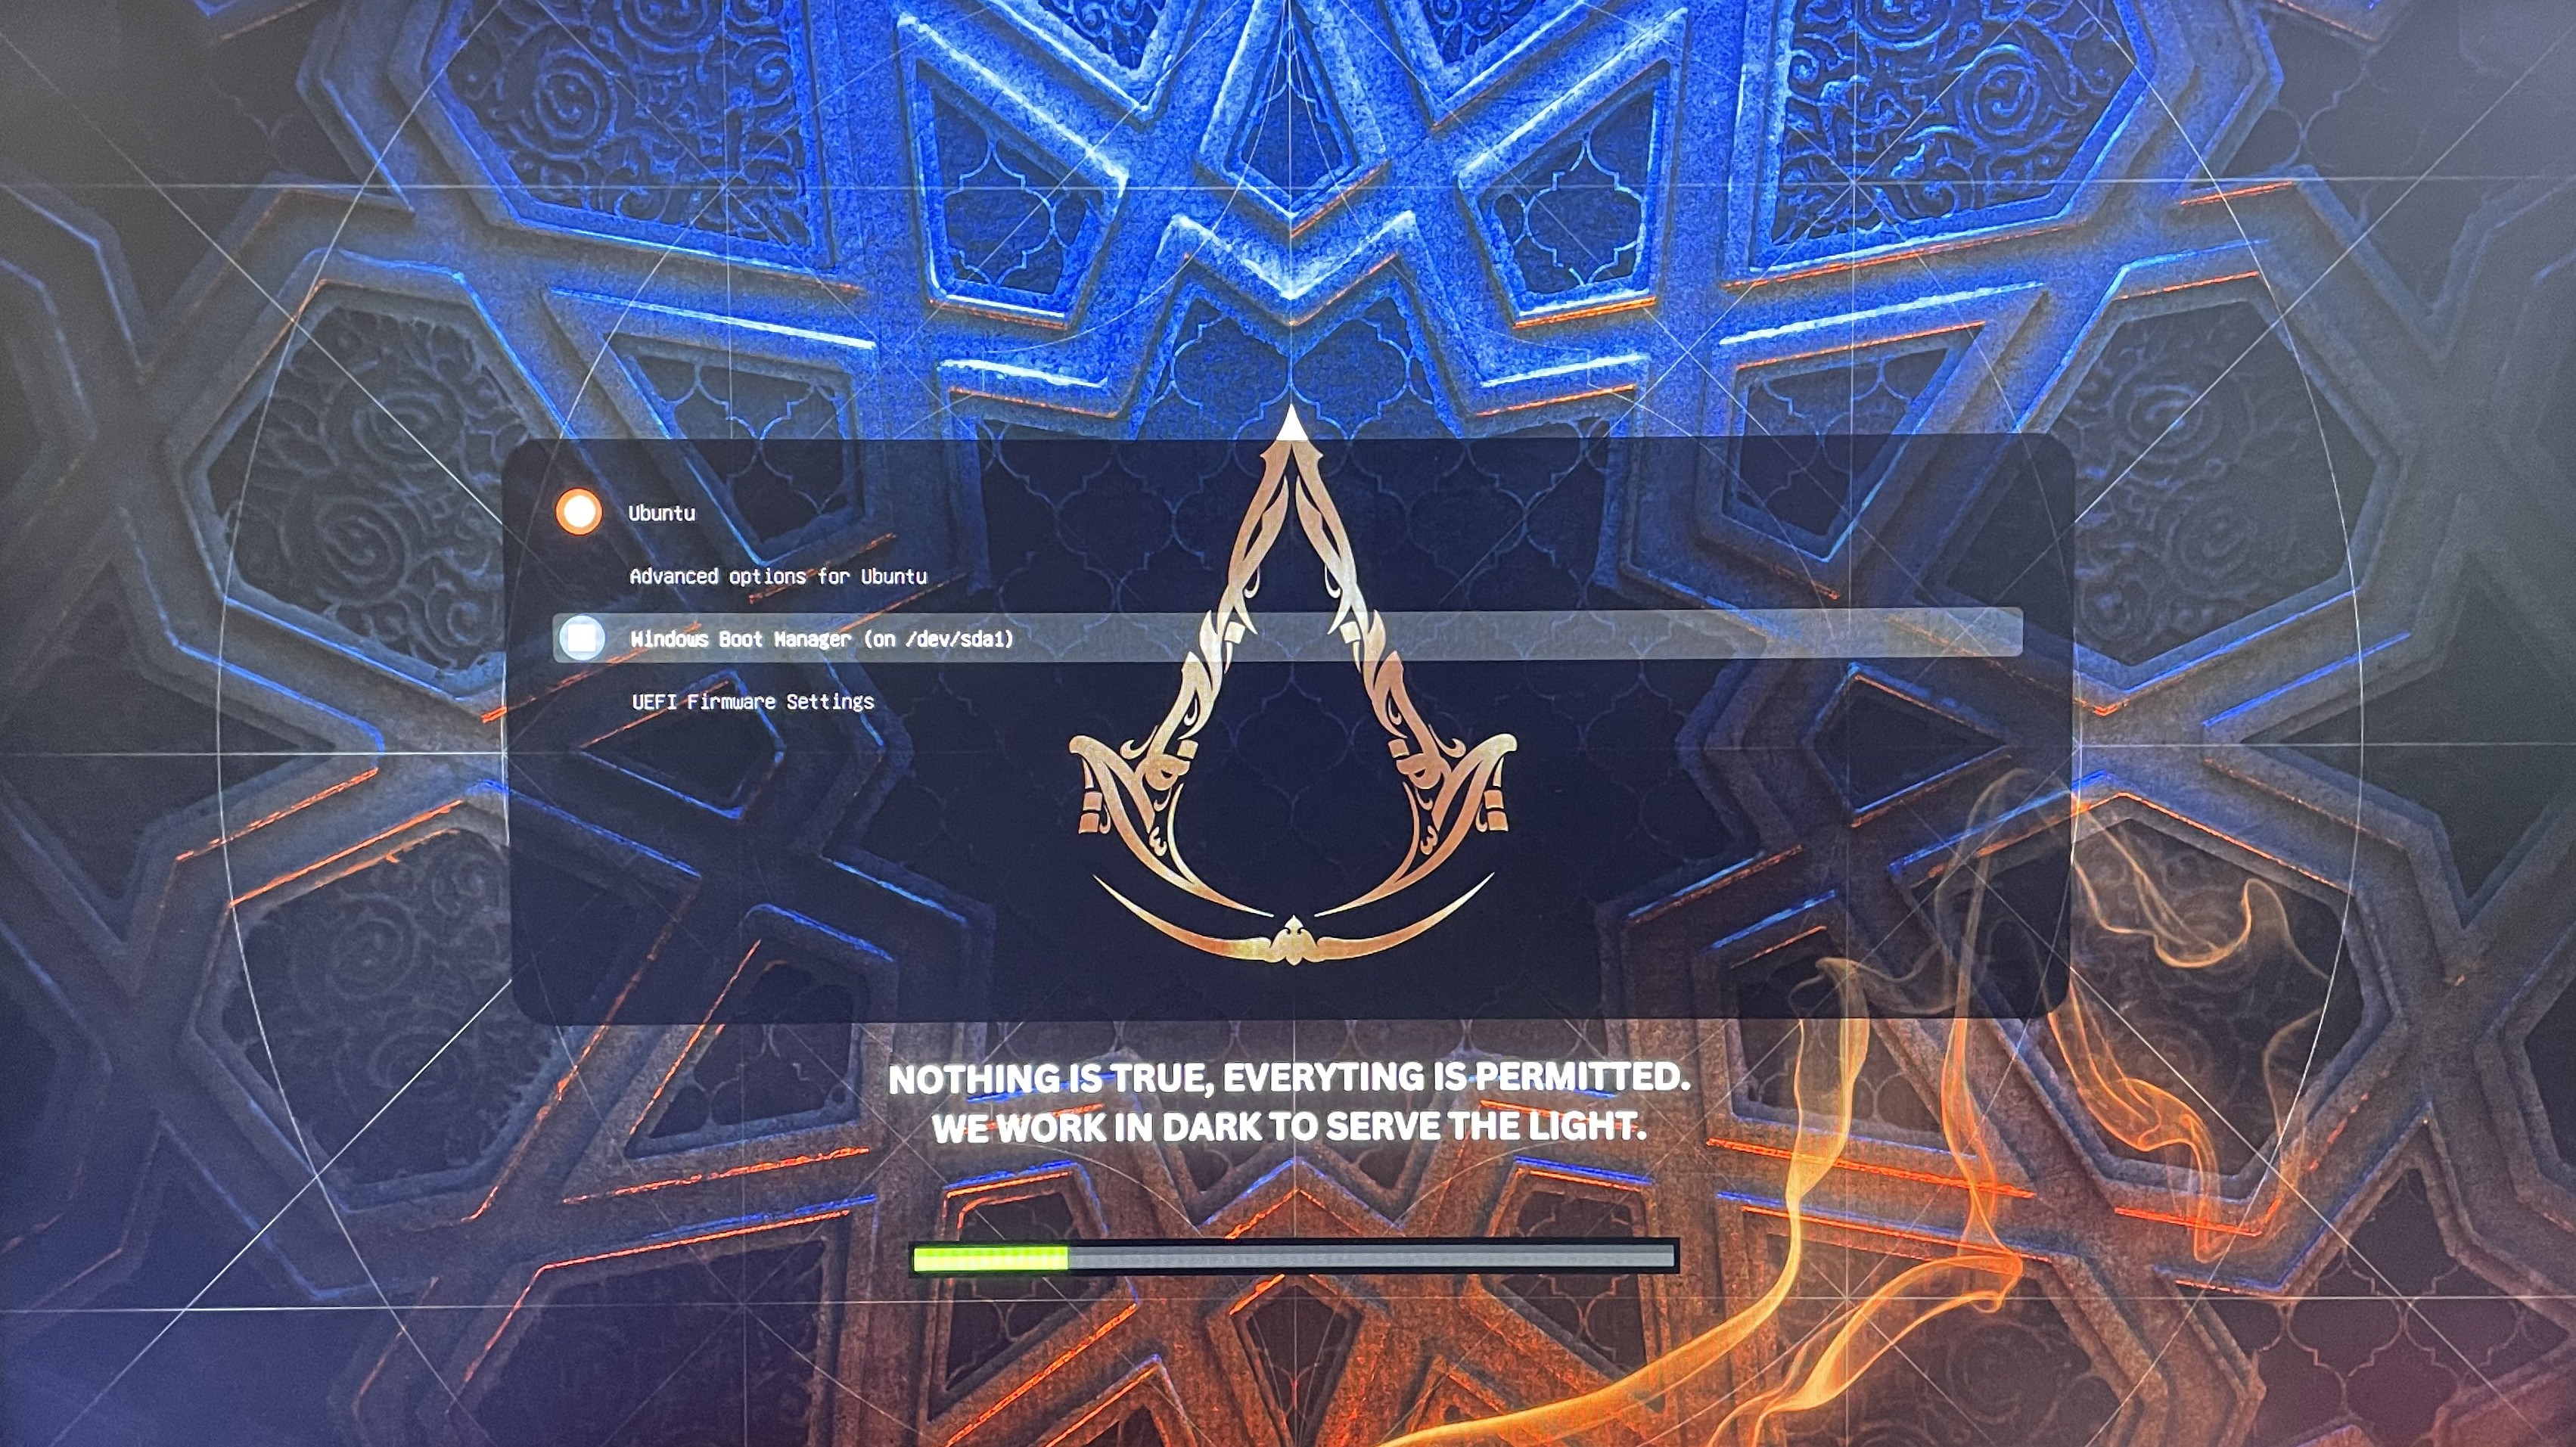 Ubuntu
Advanced options for Ubuntu
Windows Boot Manager (on /dev/sda1)
UEFI Firmware Settings
NOTHING IS TRUE, EVERYTING IS PERMITTED.
WE WORK IN DARK TO SERVE THE LIGHT.